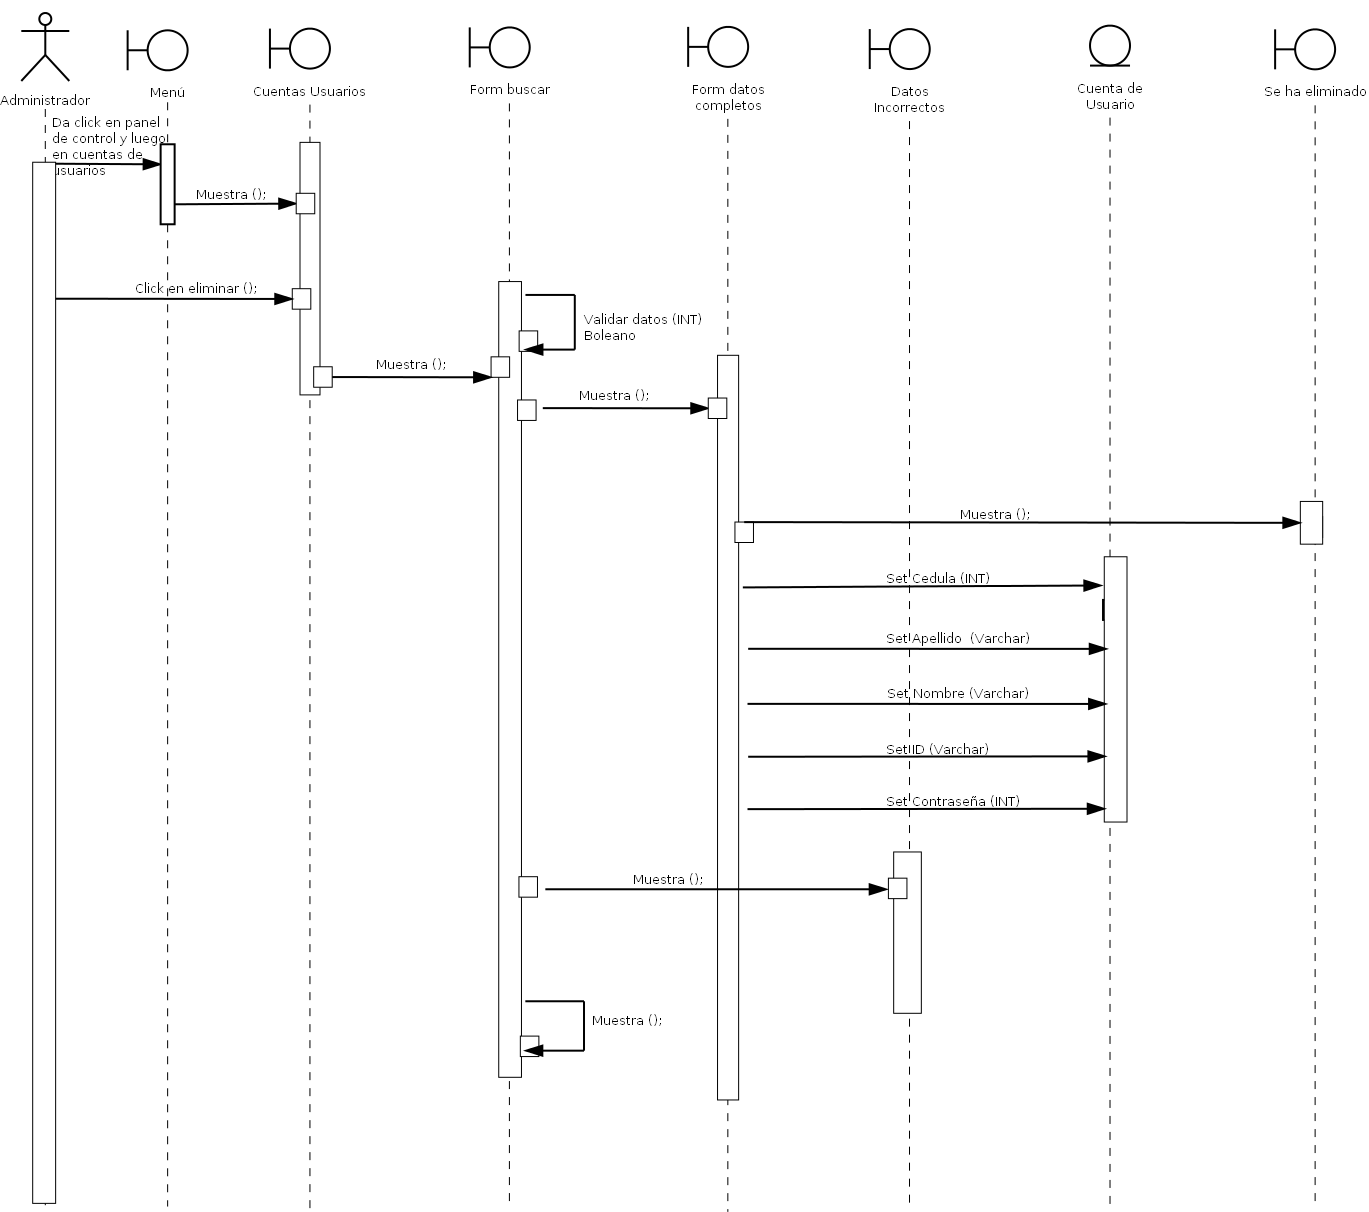 Administrador
Menú
Cuentas Usuarios
Form buscar
Form datos
completos
Datos
Incorrectos
Cuenta de
Usuario
Se ha eliminado
Da click en panel
de control y luego
en cuentas de
usuarios
Muestra ();
Click en eliminar ();
Validar datos (INT)
Boleano
Muestra ();
Muestra ();
Muestra ();
Set Cedula (INT)
Set Apellido  (Varchar)
Set Nombre (Varchar)
Set ID (Varchar)
Set Contraseña (INT)
Muestra ();
Muestra ();